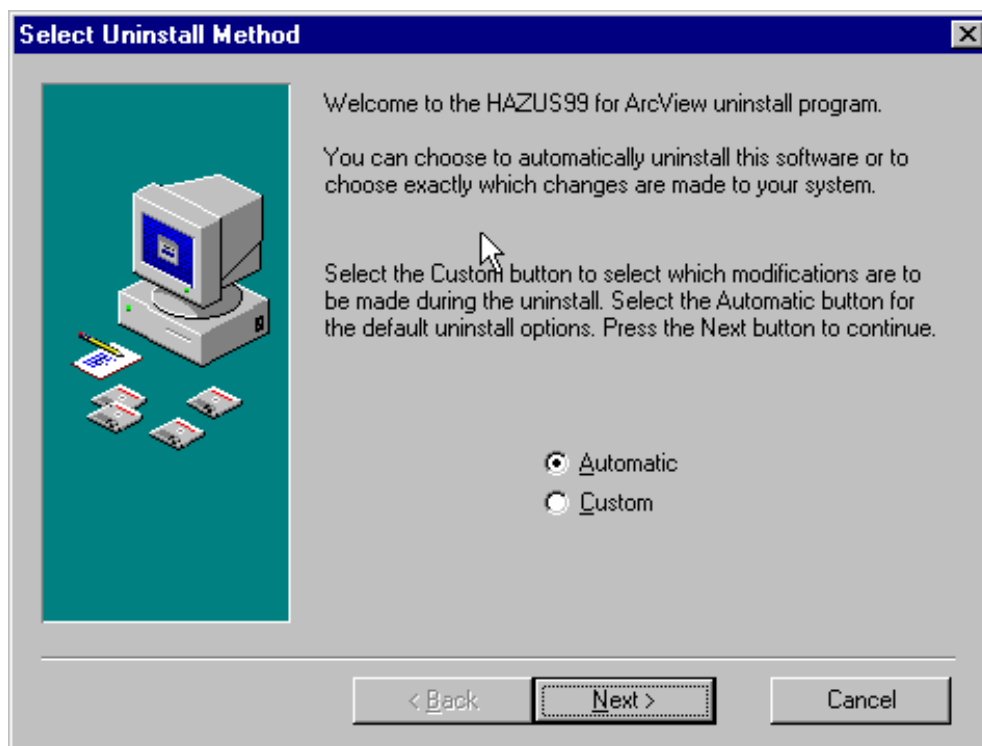 Select Uninstall Method
Welcome to the HAZUS99 for ArcView uninstall program.
You can choose to automatically uninstall this software or to
choose exactly which changes are made to your system.
Select the Custom button to select which modifications are to
be made during the uninstall. Select the Automatic button for
the default uninstall options. Press the Next button to continue.
Automatic
Custom
< Back
Next >
Cancel